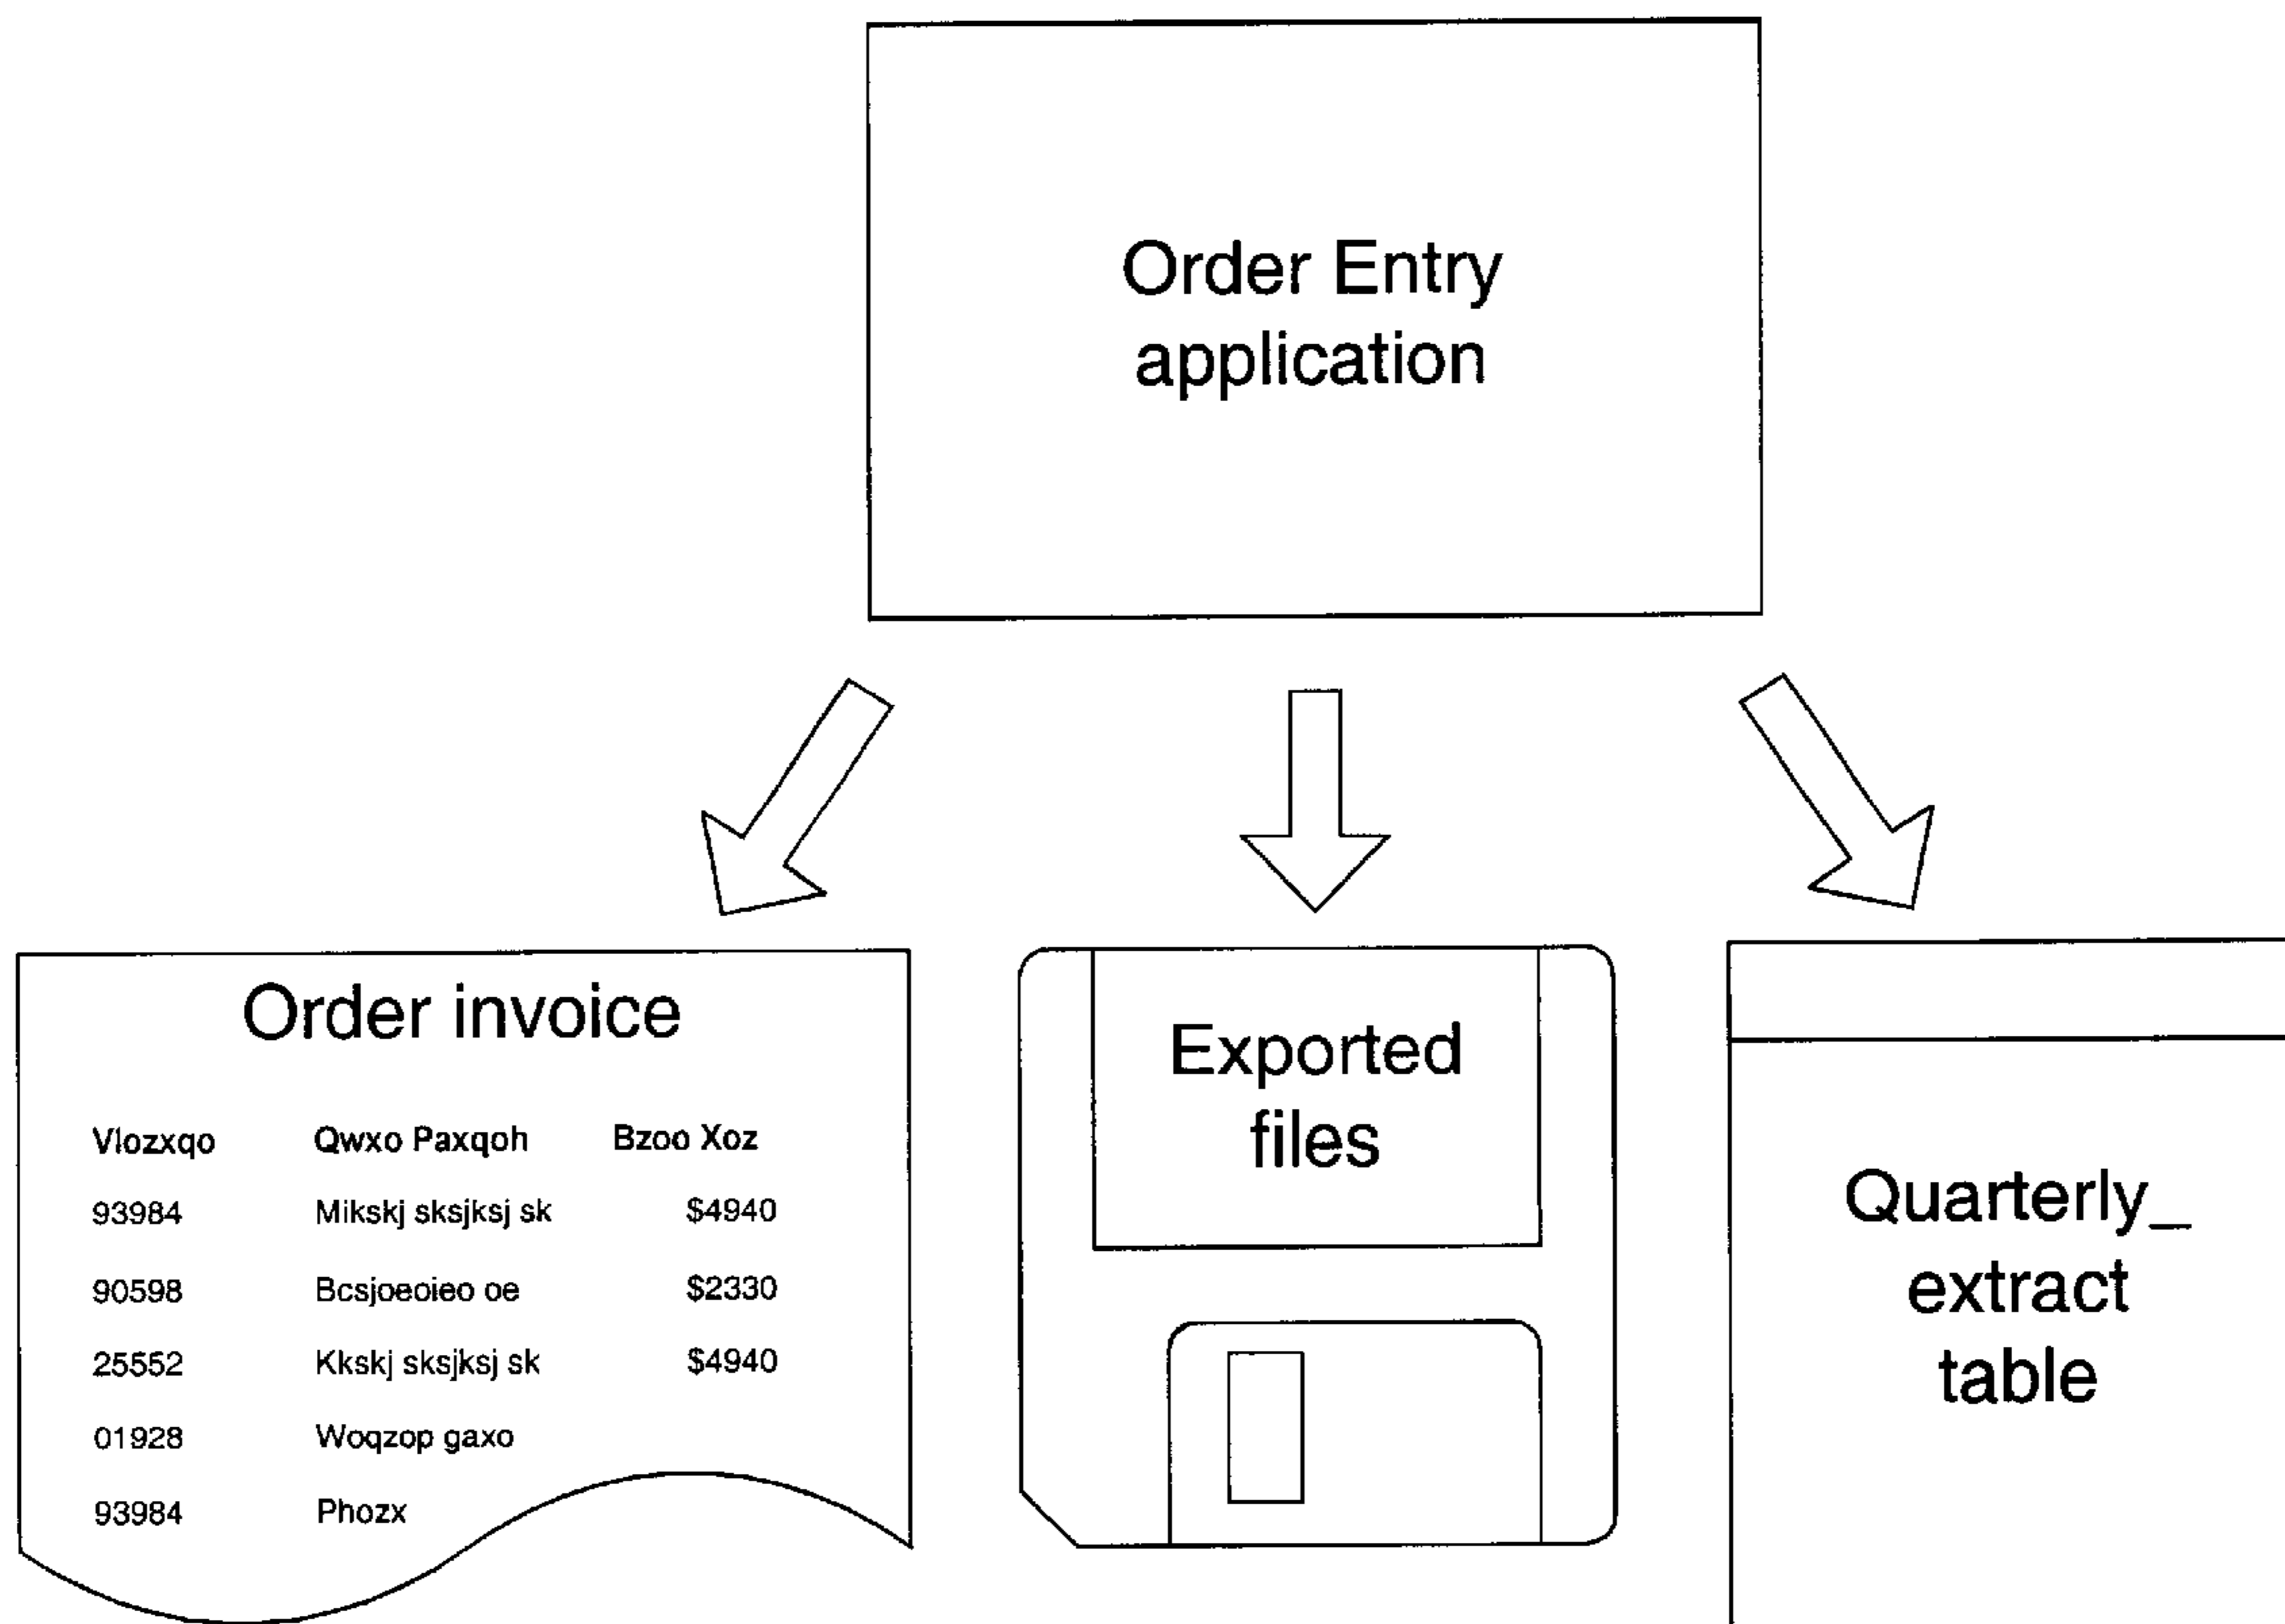 Order Entry
application
Order invoice
Vlozxqo Qwxo Paxqoh Bzoo Xoz
93984 Mikskj sksjksj sk $4940
90598 Bcsjoeoieo oe $2330
25552 Kkskj sksjksj sk $4940
01928 Woqzop gaxo
93984 Phozx
Exported
files
Quarterly_
extract
table